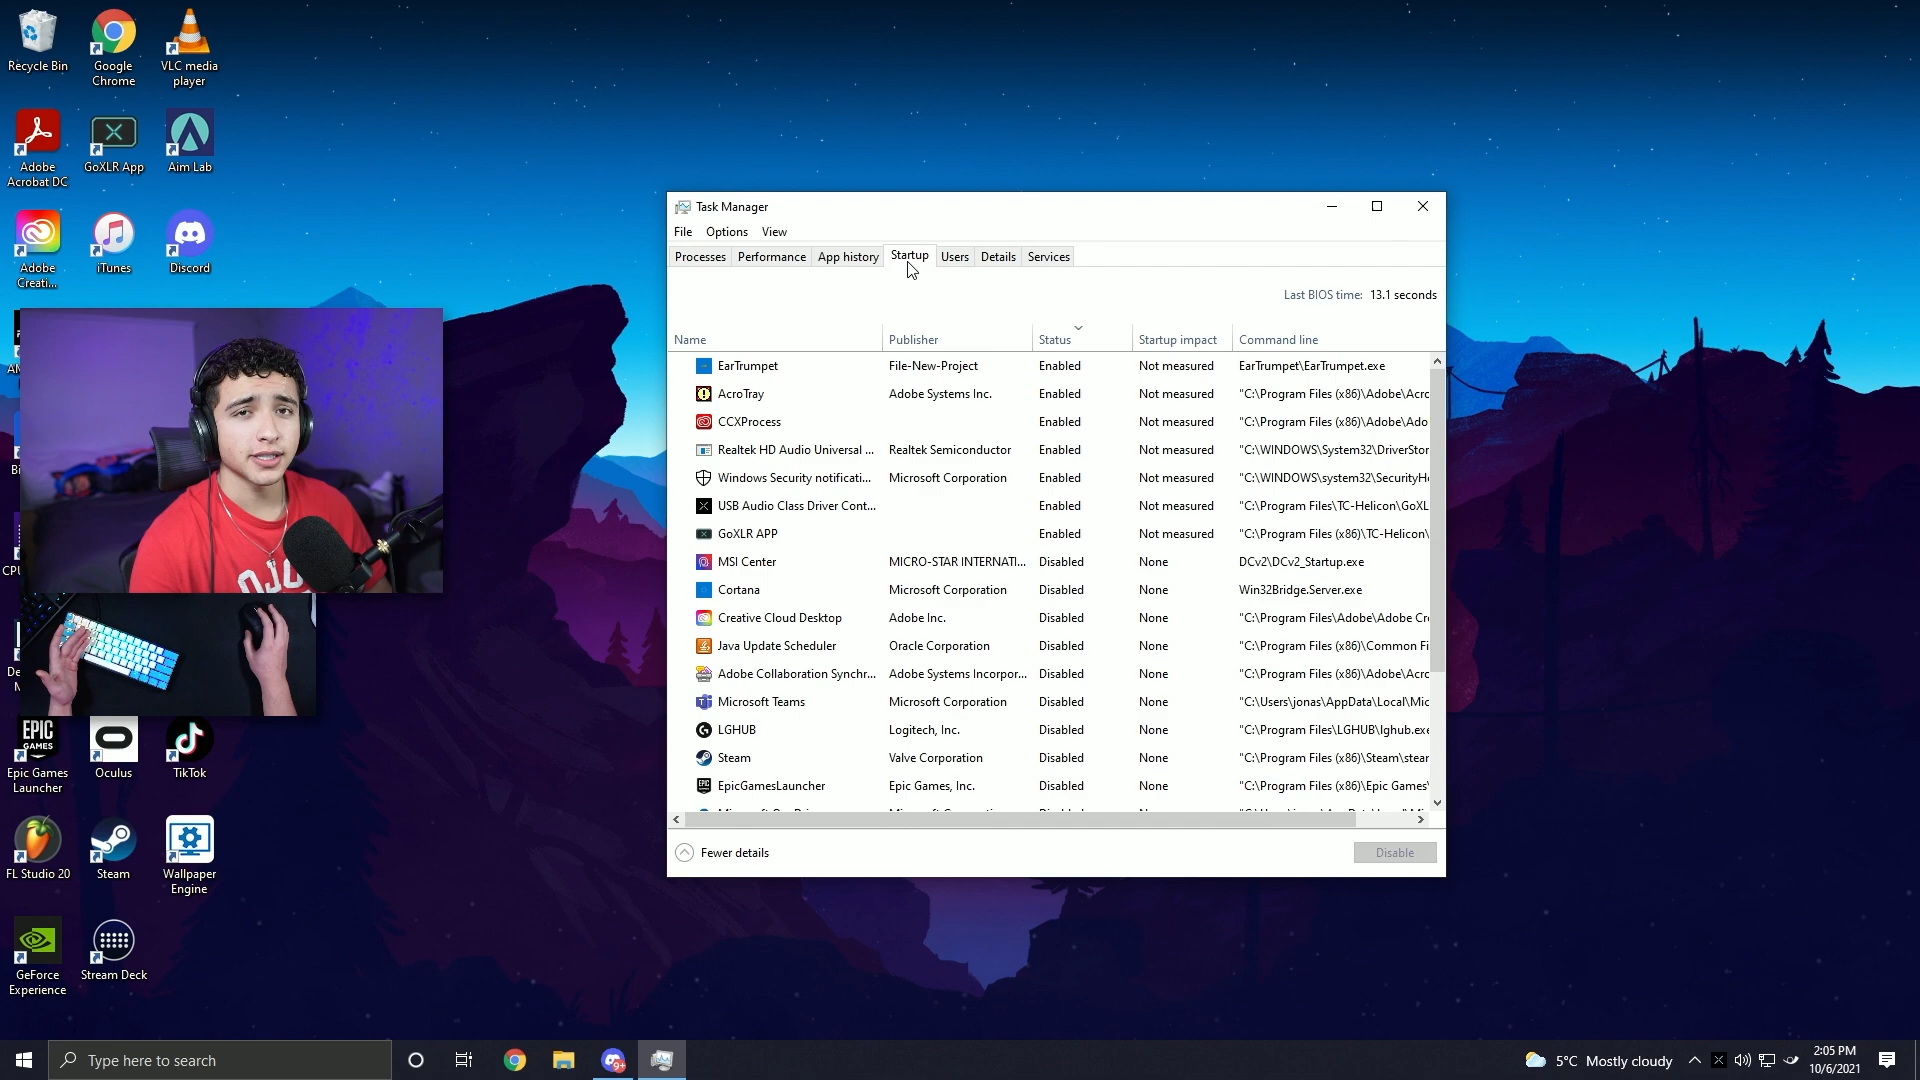 Recycle Bin
Google
Chrome
VLC media
player
Adobe
Acrobat DC
GoXLR App
Aim Lab
Adobe
Creati...
iTunes
Discord
Epic Games
Launcher
Oculus
TikTok
FL Studio 20
Steam
Wallpaper
Engine
GeForce
Experience
Stream Deck
EPIC
GAMES
Task Manager
File Options View
Processes Performance App history Startup Users Details Services
Last BIOS time: 13.1 seconds
Name Publisher Status Startup impact Command line
EarTrumpet File-New-Project Enabled Not measured EarTrumpet\EarTrumpet.exe
AcroTray Adobe Systems Inc. Enabled Not measured "C:\Program Files (x86)\Adobe\Acrc
CCXProcess Enabled Not measured "C:\Program Files (x86)\Adobe\Ado
Realtek HD Audio Universal ... Realtek Semiconductor Enabled Not measured "C:\WINDOWS\System32\DriverStor
Windows Security notificati... Microsoft Corporation Enabled Not measured "C:\WINDOWS\system32\SecurityH
USB Audio Class Driver Cont... Enabled Not measured "C:\Program Files\TC-Helicon\GoXL
GoXLR APP Enabled Not measured "C:\Program Files (x86)\TC-Helicon\
MSI Center MICRO-STAR INTERNATI... Disabled None DCv2\DCv2_Startup.exe
Cortana Microsoft Corporation Disabled None Win32Bridge.Server.exe
Creative Cloud Desktop Adobe Inc. Disabled None "C:\Program Files\Adobe\Adobe Cr
Java Update Scheduler Oracle Corporation Disabled None "C:\Program Files (x86)\Common Fi
Adobe Collaboration Synchr... Adobe Systems Incorpor... Disabled None "C:\Program Files (x86)\Adobe\Acrc
Microsoft Teams Microsoft Corporation Disabled None "C:\Users\jonas\AppData\Local\Mic
LGHUB Logitech, Inc. Disabled None "C:\Program Files\LGHUB\lghub.exe
Steam Valve Corporation Disabled None "C:\Program Files (x86)\Steam\stear
EpicGamesLauncher Epic Games, Inc. Disabled None "C:\Program Files (x86)\Epic Games\
Fewer details
Disable
Type here to search
9+
5°C Mostly cloudy
2:05 PM
10/6/2021